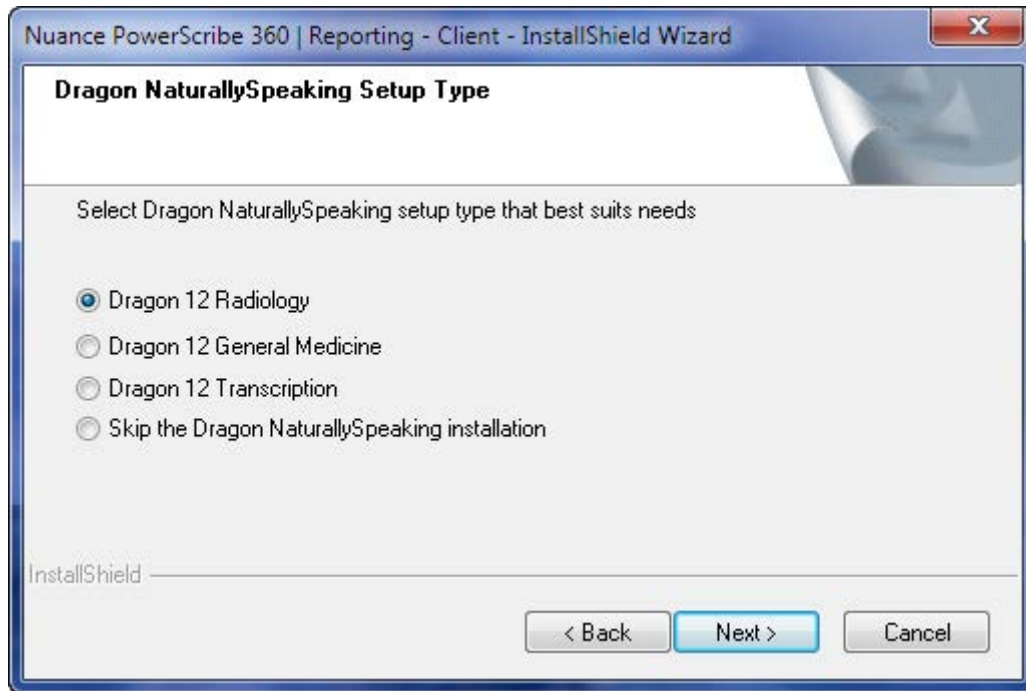 Nuance PowerScribe 360 | Reporting - Client - InstallShield Wizard
X
Dragon NaturallySpeaking Setup Type
Select Dragon NaturallySpeaking setup type that best suits needs
Dragon 12 Radiology
Dragon 12 General Medicine
Dragon 12 Transcription
Skip the Dragon NaturallySpeaking installation
InstallShield
< Back Next > Cancel